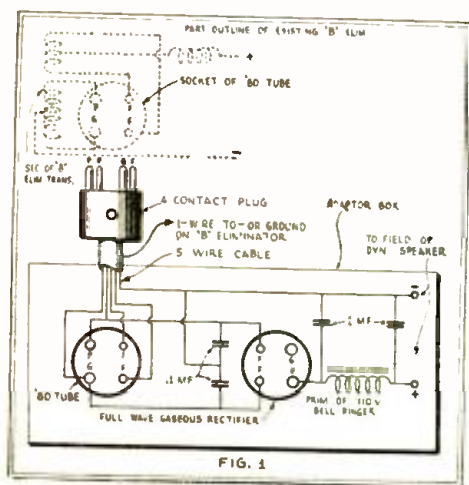 PART OUTLINE OF EXISTING "B" ELIM
+
SOCKET OF '80 TUBE
P F
G F
−
SEC OF "B"
ELIM TRANS.
4 CONTACT PLUG
1-WIRE TO - OR GROUND
ON "B" ELIMINATOR
5 WIRE CABLE
ADAPTOR BOX
TO FIELD OF
DYN SPEAKER
−
1 MF
.1 MF
P F
G F
F G
F P
'80 TUBE
FULL WAVE GASEOUS RECTIFIER
PRIM OF 110 V
BELL RINGER
+
FIG. 1